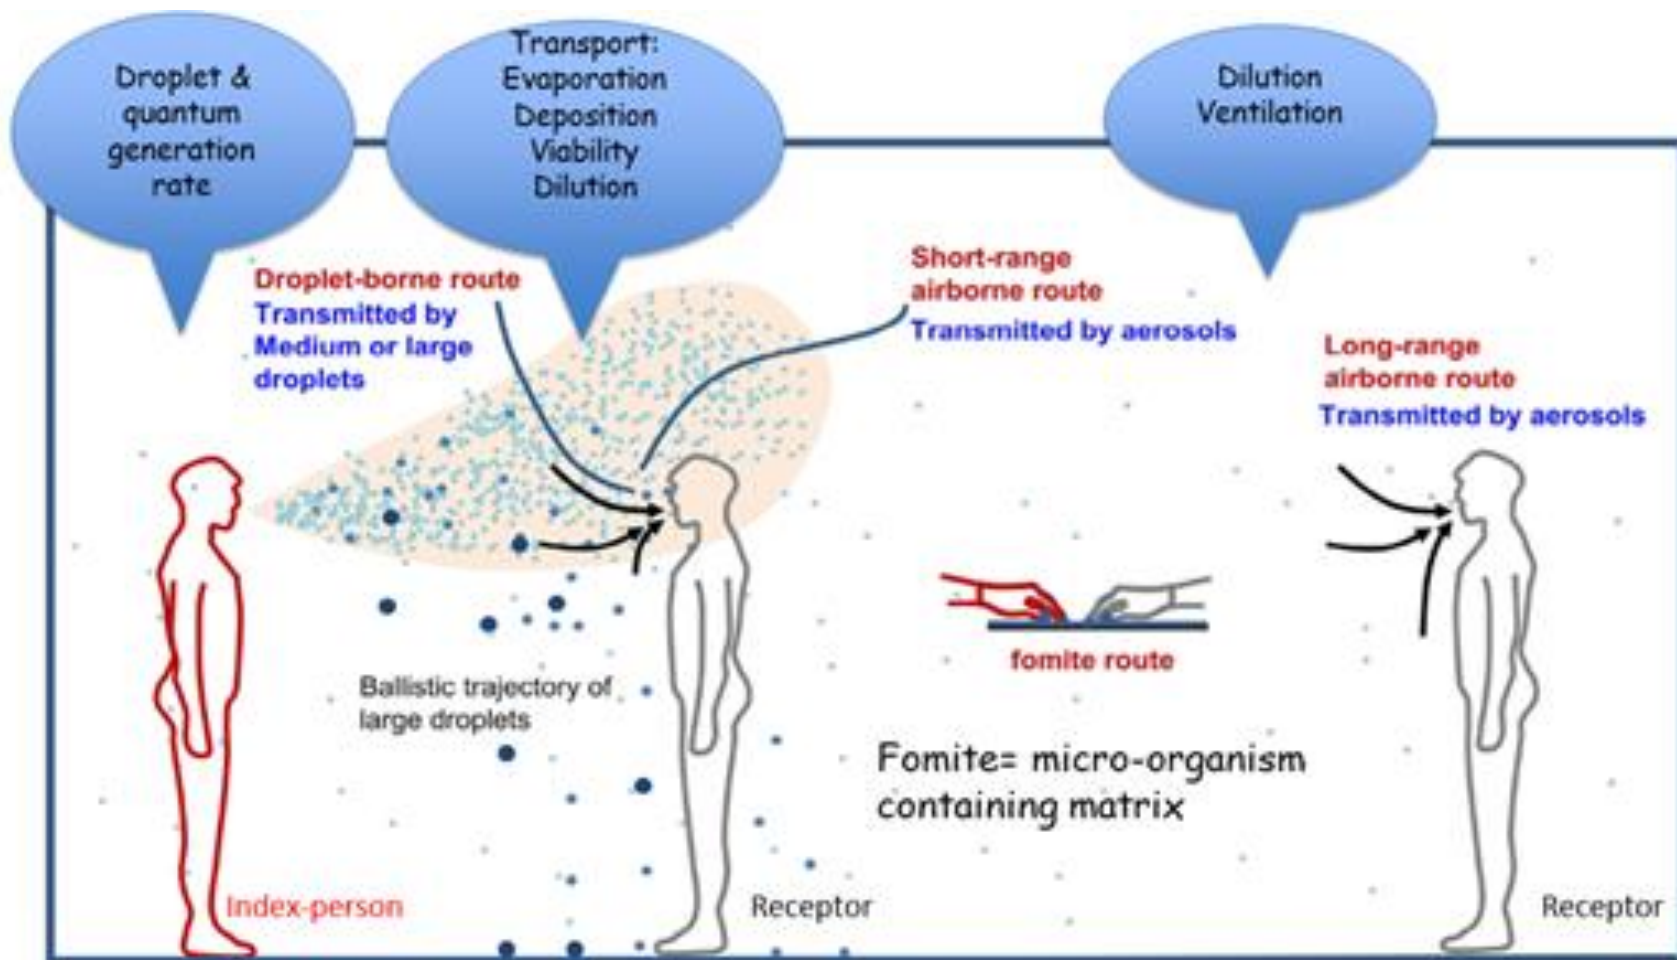 Droplet &
quantum
generation
rate
Transport:
Evaporation
Deposition
Viability
Dilution
Dilution
Ventilation
Droplet-borne route
Transmitted by
Medium or large
droplets
Short-range
airborne route
Transmitted by aerosols
Long-range
airborne route
Transmitted by aerosols
fomite route
Ballistic trajectory of
large droplets
Fomite= micro-organism
containing matrix
Index-person
Receptor
Receptor